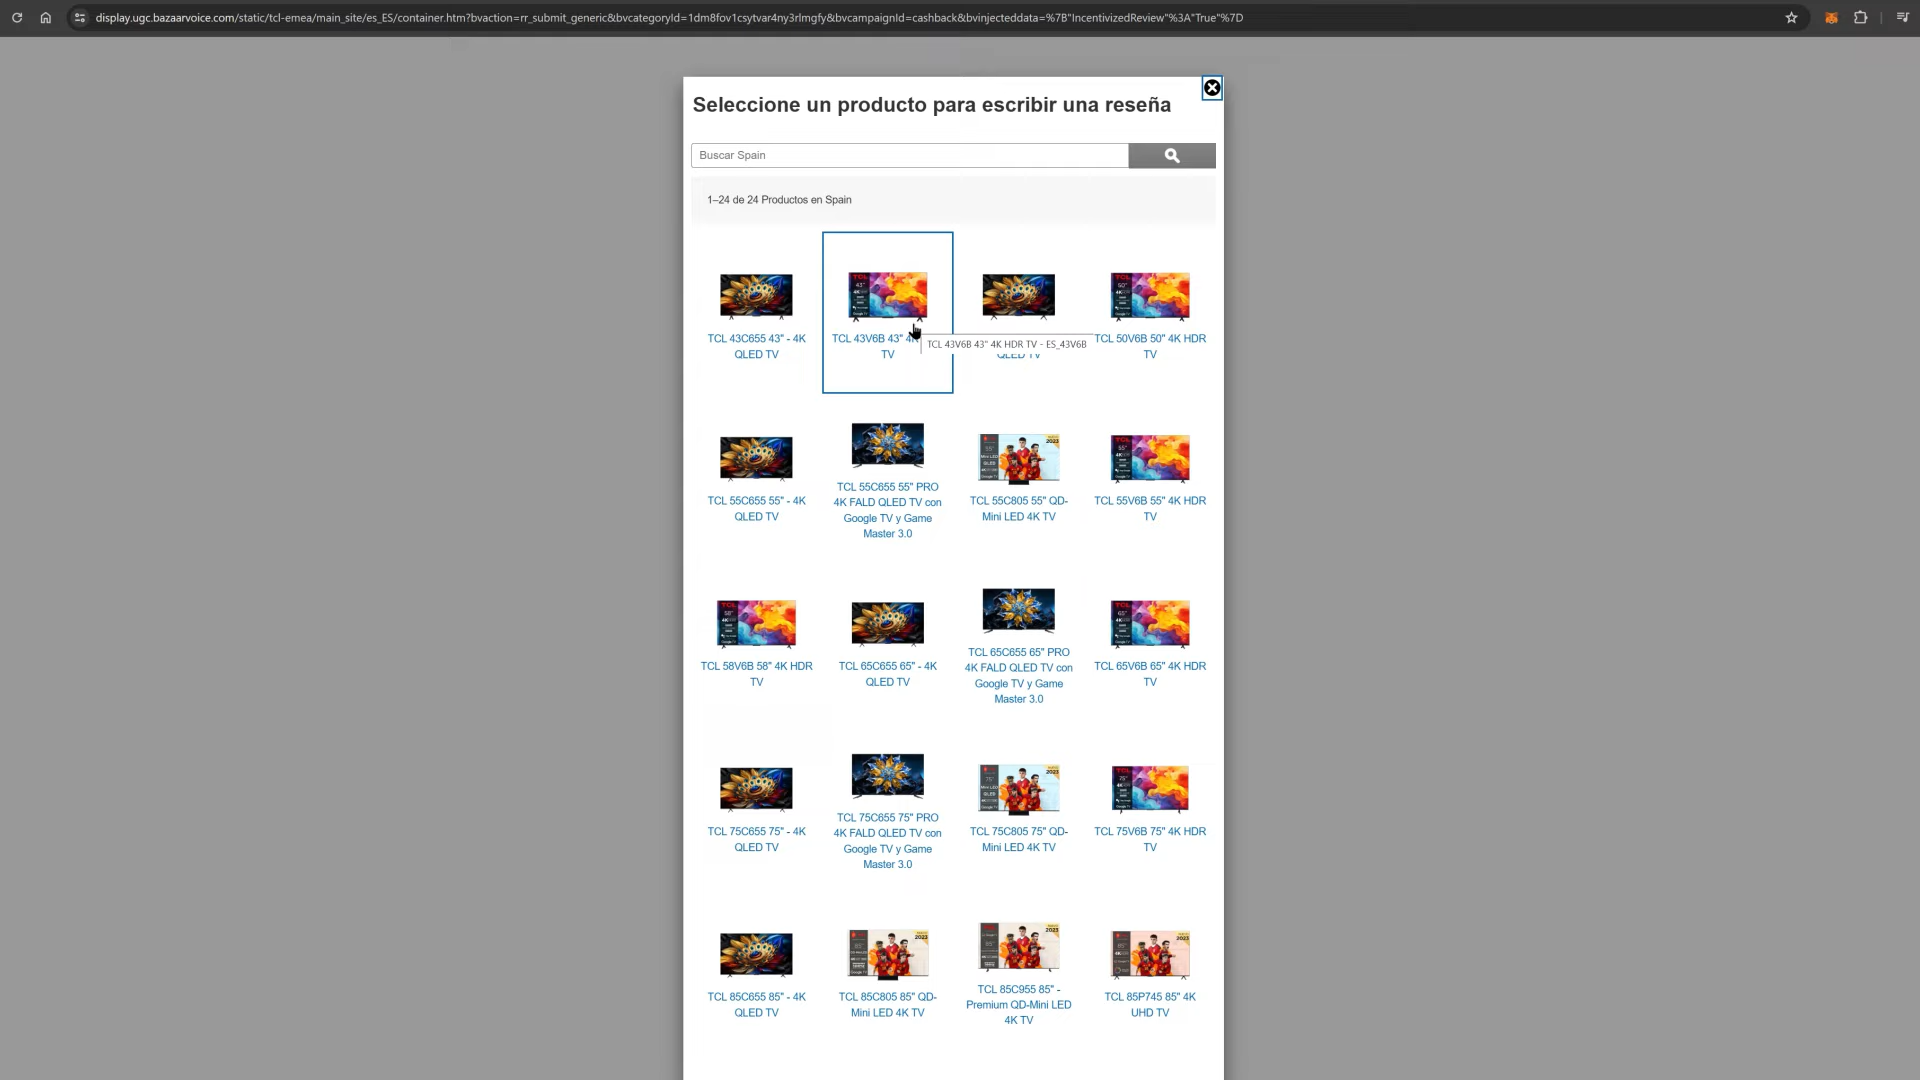 display.ugc.bazaarvoice.com/static/tcl-emea/main_site/es_ES/container.htm?bvaction=rr_submit_generic&bvcategoryId=1dm8fov1csytvar4ny3rlmgfy&bvcampaignId=cashback&bvinjecteddata=%7B"IncentivizedReview"%3A"True"%7D
Seleccione un producto para escribir una reseña
Buscar Spain
1–24 de 24 Productos en Spain
TCL 43C655 43" - 4K
QLED TV
TCL 43V6B 43" 4K
TV
TCL 43V6B 43" 4K HDR TV - ES_43V6B
QLED TV
TCL 50V6B 50" 4K HDR
TV
TCL 55C655 55" - 4K
QLED TV
TCL 55C655 55" PRO
4K FALD QLED TV con
Google TV y Game
Master 3.0
TCL 55C805 55" QD-
Mini LED 4K TV
TCL 55V6B 55" 4K HDR
TV
TCL 58V6B 58" 4K HDR
TV
TCL 65C655 65" - 4K
QLED TV
TCL 65C655 65" PRO
4K FALD QLED TV con
Google TV y Game
Master 3.0
TCL 65V6B 65" 4K HDR
TV
TCL 75C655 75" - 4K
QLED TV
TCL 75C655 75" PRO
4K FALD QLED TV con
Google TV y Game
Master 3.0
TCL 75C805 75" QD-
Mini LED 4K TV
TCL 75V6B 75" 4K HDR
TV
TCL 85C655 85" - 4K
QLED TV
TCL 85C805 85" QD-
Mini LED 4K TV
TCL 85C955 85" -
Premium QD-Mini LED
4K TV
TCL 85P745 85" 4K
UHD TV